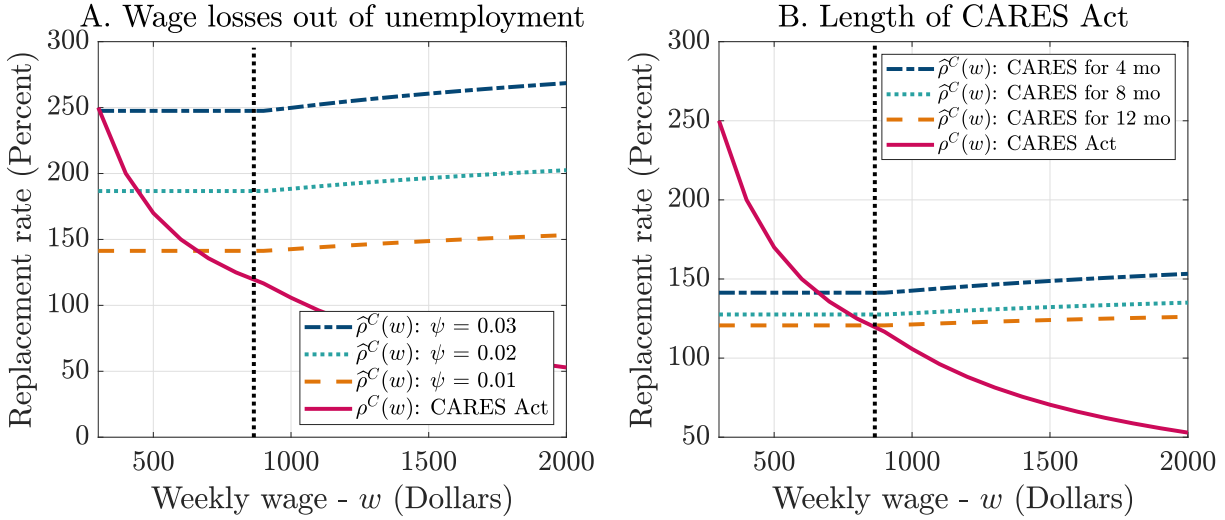 A. Wage losses out of unemployment
300
250
200
150
100
50
0
500
1000
1500
2000
Replacement rate (Percent)
Weekly wage - w (Dollars)
ρ̂^C(w): ψ = 0.03
ρ̂^C(w): ψ = 0.02
ρ̂^C(w): ψ = 0.01
ρ^C(w): CARES Act
B. Length of CARES Act
300
250
200
150
100
50
500
1000
1500
2000
Replacement rate (Percent)
Weekly wage - w (Dollars)
ρ̂^C(w): CARES for 4 mo
ρ̂^C(w): CARES for 8 mo
ρ̂^C(w): CARES for 12 mo
ρ^C(w): CARES Act